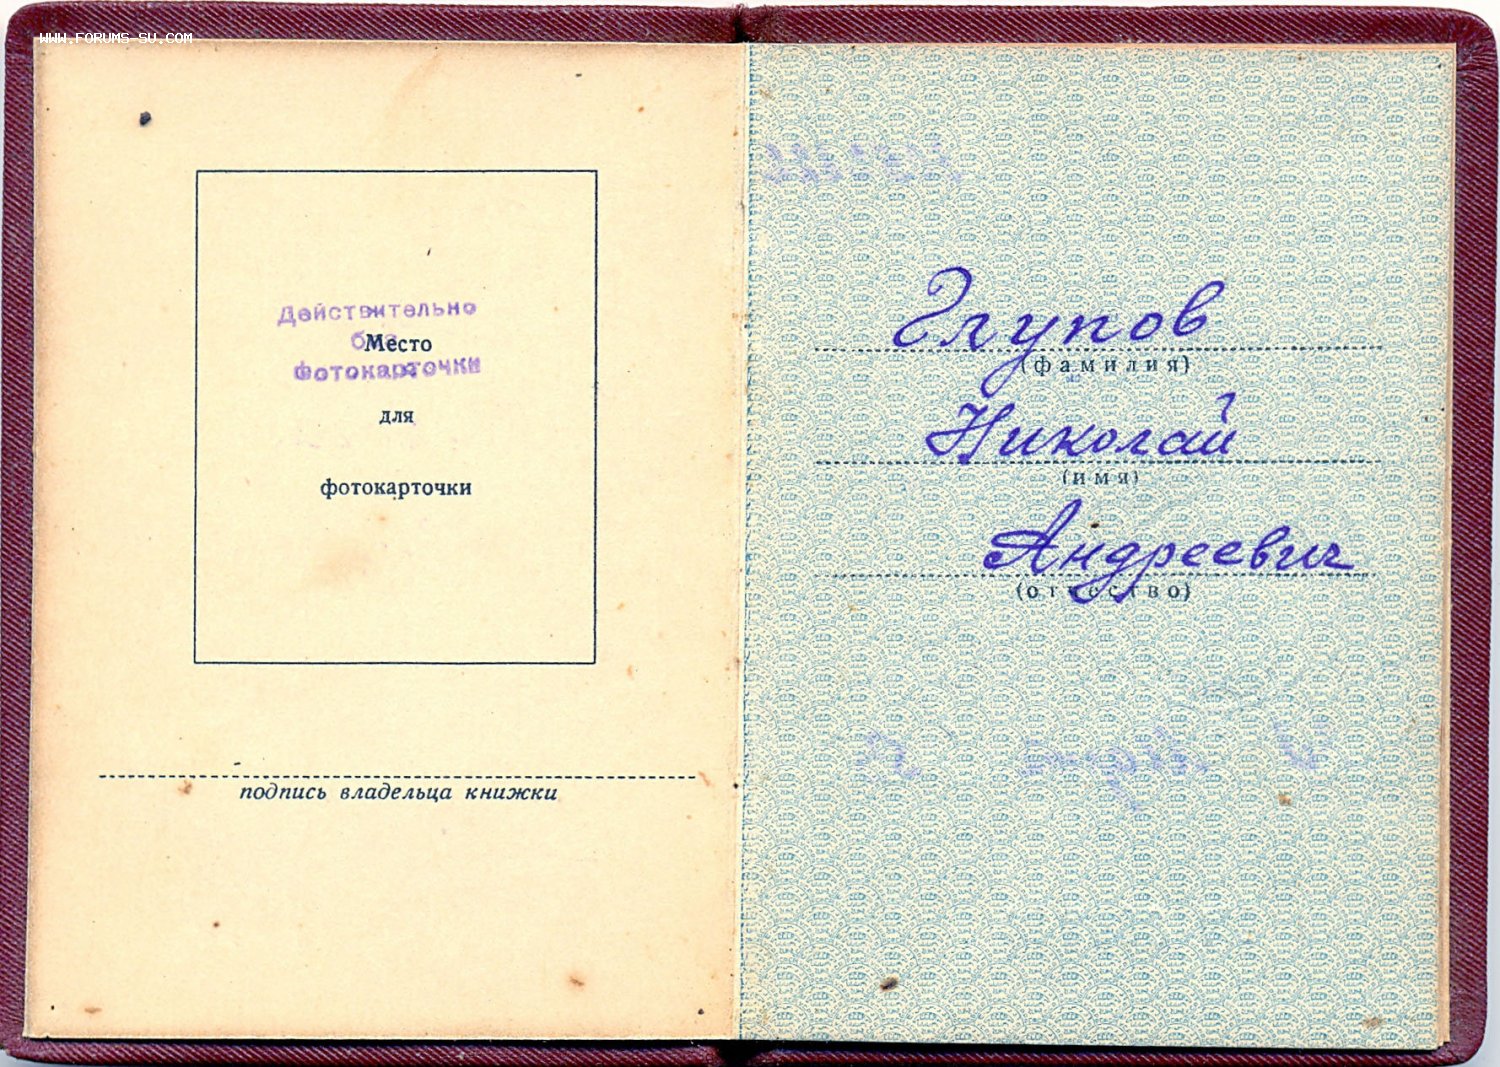 WWW.FORUMS-SU.COM
Действительно
без
фотокарточки
Место
для
фотокарточки
подпись владельца книжки
Глупов
(фамилия)
Николай
(имя)
Андреевич
(отчество)